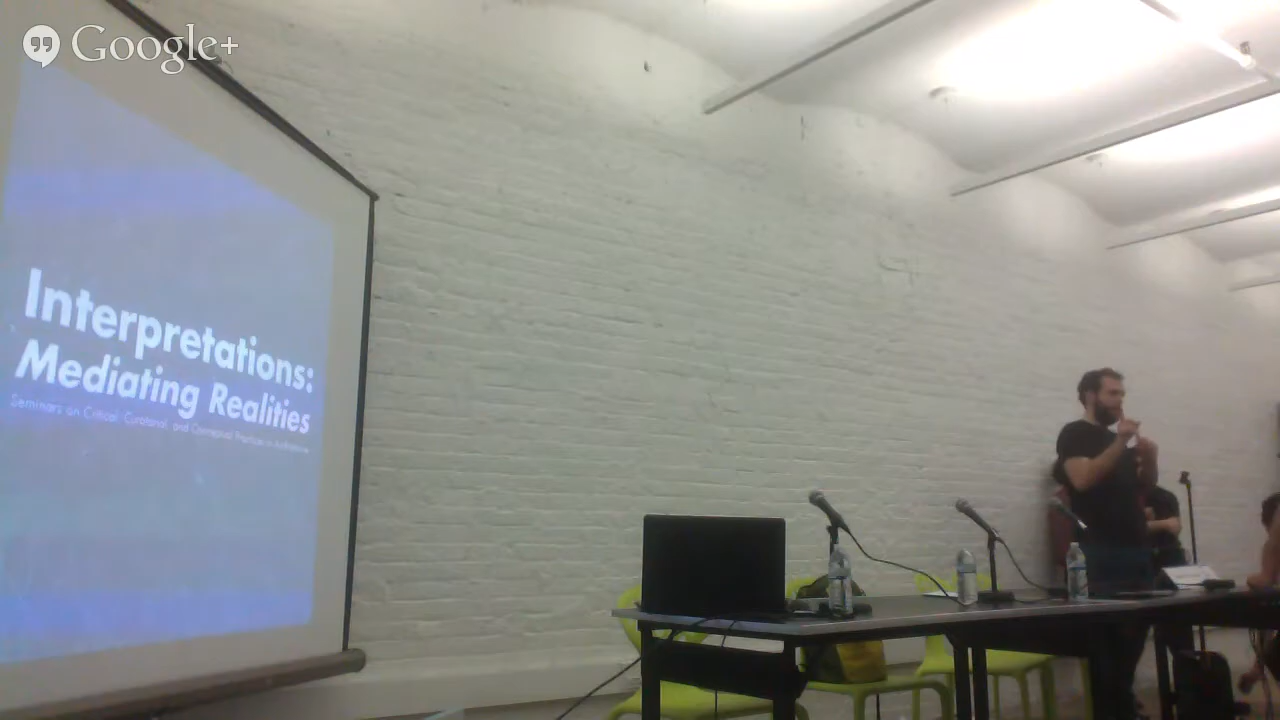 Google+
Interpretations:
Mediating Realities
Seminars on Critical, Curatorial, and Conceptual Practices in Architecture